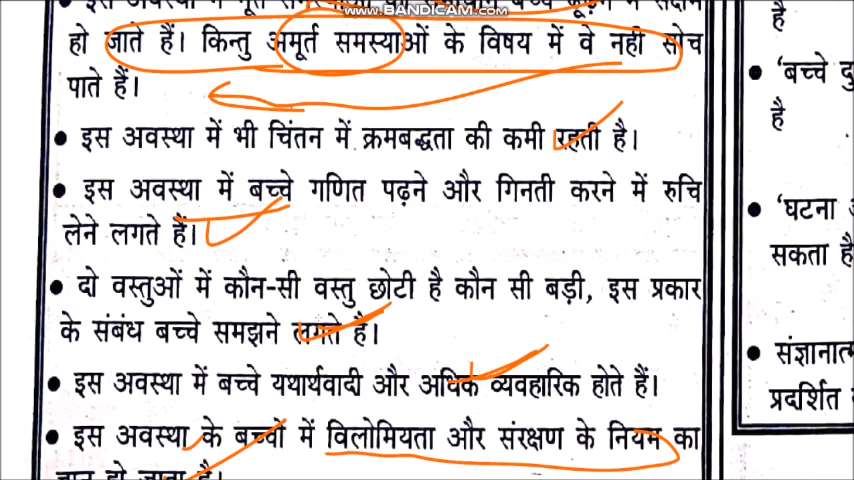 WWW.BANDICAM.COM
हो जाते हैं। किन्तु अमूर्त समस्याओं के विषय में वे नहीं सोच
पाते हैं।
• इस अवस्था में भी चिंतन में क्रमबद्धता की कमी रहती है।
• इस अवस्था में बच्चे गणित पढ़ने और गिनती करने में रुचि
लेने लगते हैं।
• दो वस्तुओं में कौन-सी वस्तु छोटी है कौन सी बड़ी, इस प्रकार
के संबंध बच्चे समझने लगते हैं।
• इस अवस्था में बच्चे यथार्थवादी और अधिक व्यवहारिक होते हैं।
• इस अवस्था के बच्चों में विलोमियता और संरक्षण के नियम का
है
• 'बच्चे
है
• 'घटना
सकता है
•
प्रदर्शित